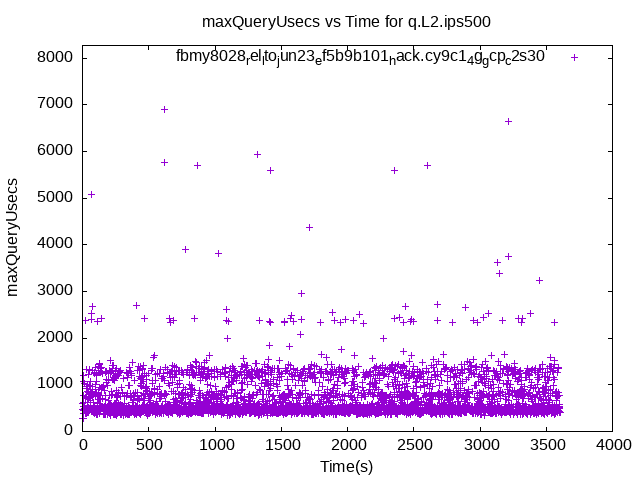 maxQueryUsecs vs Time for q.L2.ips500
fbmy8028relltojun23ef5b9b101hack.cy9c14ggcpc2s30
8000
7000
6000
5000
4000
3000
2000
1000
0
maxQueryUsecs
0 500 1000 1500 2000 2500 3000 3500 4000
Time(s)